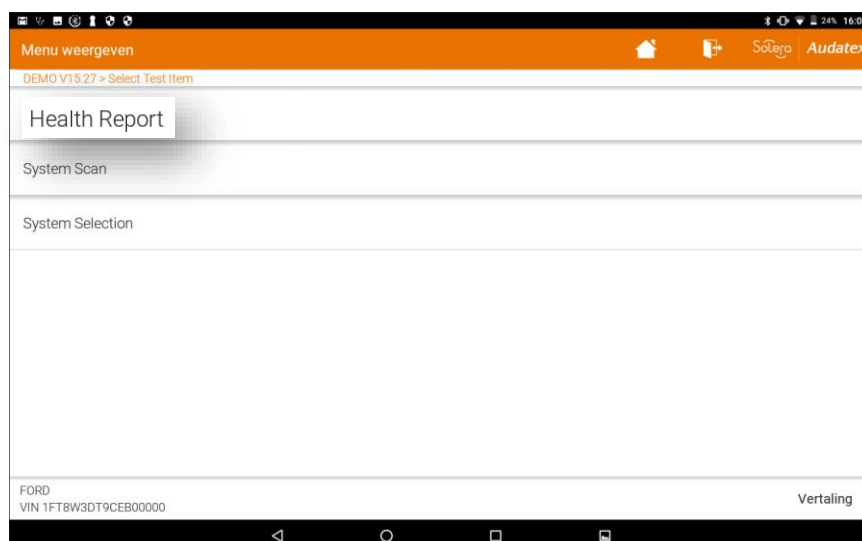 24% 16:0
Menu weergeven
Solera Audatex
DEMO V15.27 > Select Test Item
Health Report
System Scan
System Selection
FORD
VIN 1FT8W3DT9CEB00000
Vertaling